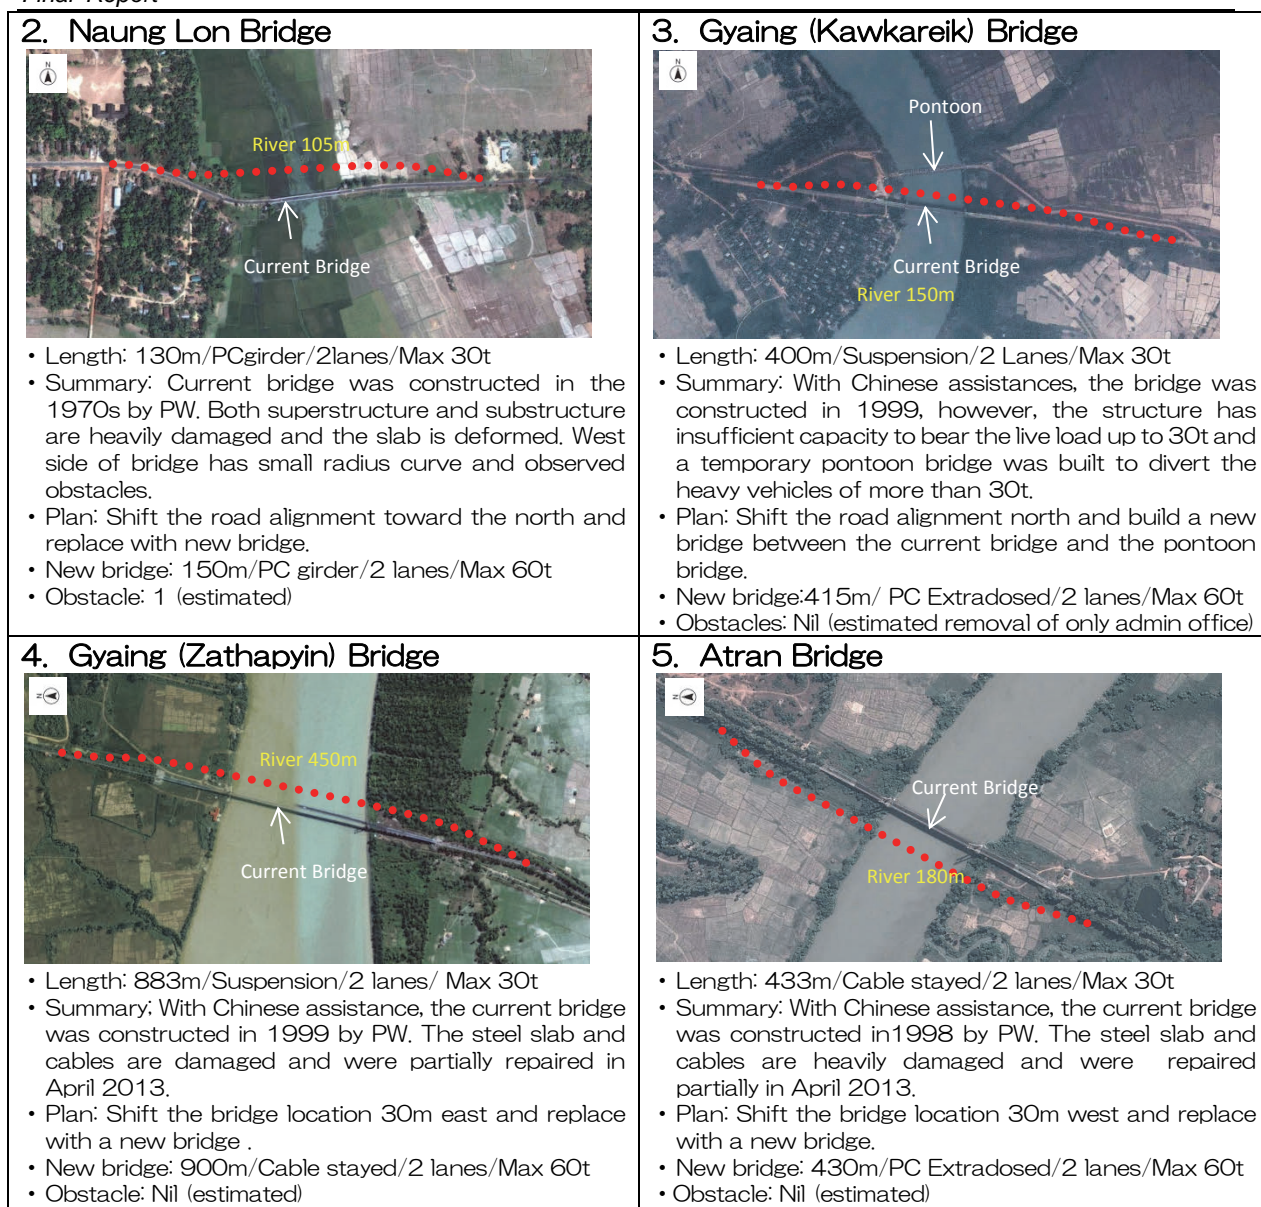 Final Report
2. Naung Lon Bridge
N
River 105m
Current Bridge
• Length: 130m/PCgirder/2lanes/Max 30t
• Summary: Current bridge was constructed in the
1970s by PW. Both superstructure and substructure
are heavily damaged and the slab is deformed. West
side of bridge has small radius curve and observed
obstacles.
• Plan: Shift the road alignment toward the north and
replace with new bridge.
• New bridge: 150m/PC girder/2 lanes/Max 60t
• Obstacle: 1 (estimated)
3. Gyaing (Kawkareik) Bridge
N
Pontoon
Current Bridge
River 150m
• Length: 400m/Suspension/2 Lanes/Max 30t
• Summary: With Chinese assistances, the bridge was
constructed in 1999, however, the structure has
insufficient capacity to bear the live load up to 30t and
a temporary pontoon bridge was built to divert the
heavy vehicles of more than 30t.
• Plan: Shift the road alignment north and build a new
bridge between the current bridge and the pontoon
bridge.
• New bridge:415m/ PC Extradosed/2 lanes/Max 60t
• Obstacles: Nil (estimated removal of only admin office)
4. Gyaing (Zathapyin) Bridge
N
River 450m
Current Bridge
• Length: 883m/Suspension/2 lanes/ Max 30t
• Summary; With Chinese assistance, the current bridge
was constructed in 1999 by PW. The steel slab and
cables are damaged and were partially repaired in
April 2013.
• Plan: Shift the bridge location 30m east and replace
with a new bridge .
• New bridge: 900m/Cable stayed/2 lanes/Max 60t
• Obstacle: Nil (estimated)
5. Atran Bridge
N
Current Bridge
River 180m
• Length: 433m/Cable stayed/2 lanes/Max 30t
• Summary: With Chinese assistance, the current bridge
was constructed in1998 by PW. The steel slab and
cables are heavily damaged and were repaired
partially in April 2013.
• Plan: Shift the bridge location 30m west and replace
with a new bridge.
• New bridge: 430m/PC Extradosed/2 lanes/Max 60t
• Obstacle: Nil (estimated)